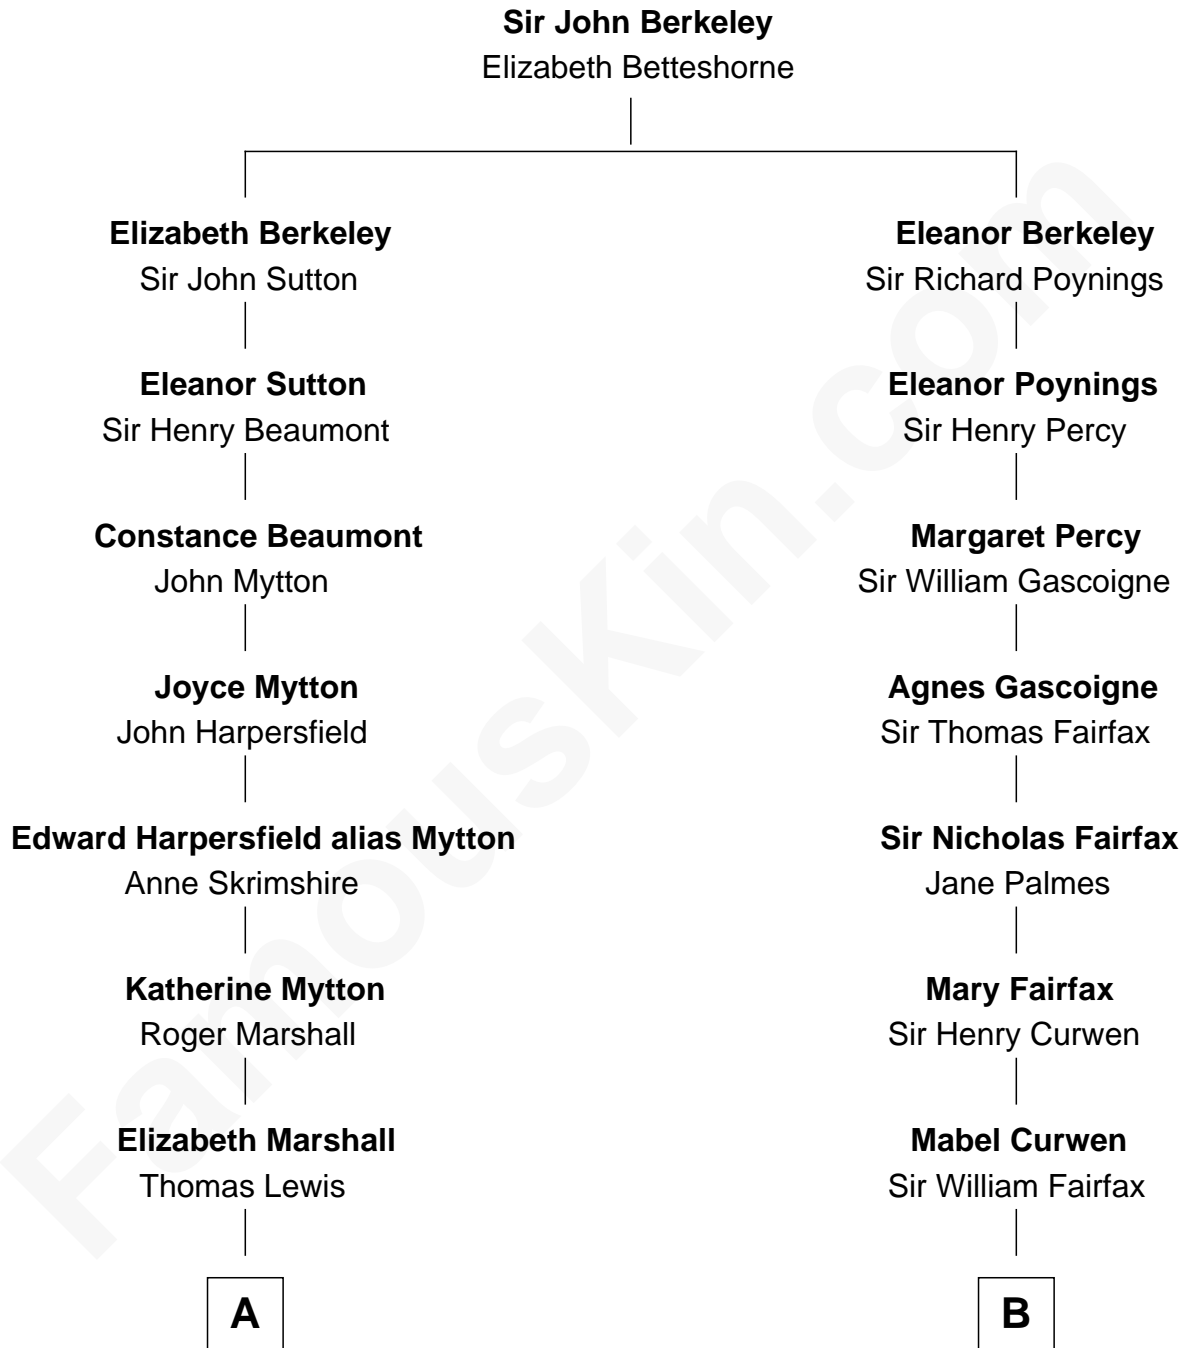 Sir John Berkeley
Elizabeth Betteshorne
Elizabeth Berkeley
Sir John Sutton
Eleanor Sutton
Sir Henry Beaumont
Constance Beaumont
John Mytton
Joyce Mytton
John Harpersfield
Edward Harpersfield alias Mytton
Anne Skrimshire
Katherine Mytton
Roger Marshall
Elizabeth Marshall
Thomas Lewis
A
Eleanor Berkeley
Sir Richard Poynings
Eleanor Poynings
Sir Henry Percy
Margaret Percy
Sir William Gascoigne
Agnes Gascoigne
Sir Thomas Fairfax
Sir Nicholas Fairfax
Jane Palmes
Mary Fairfax
Sir Henry Curwen
Mabel Curwen
Sir William Fairfax
B
FamousKin.com